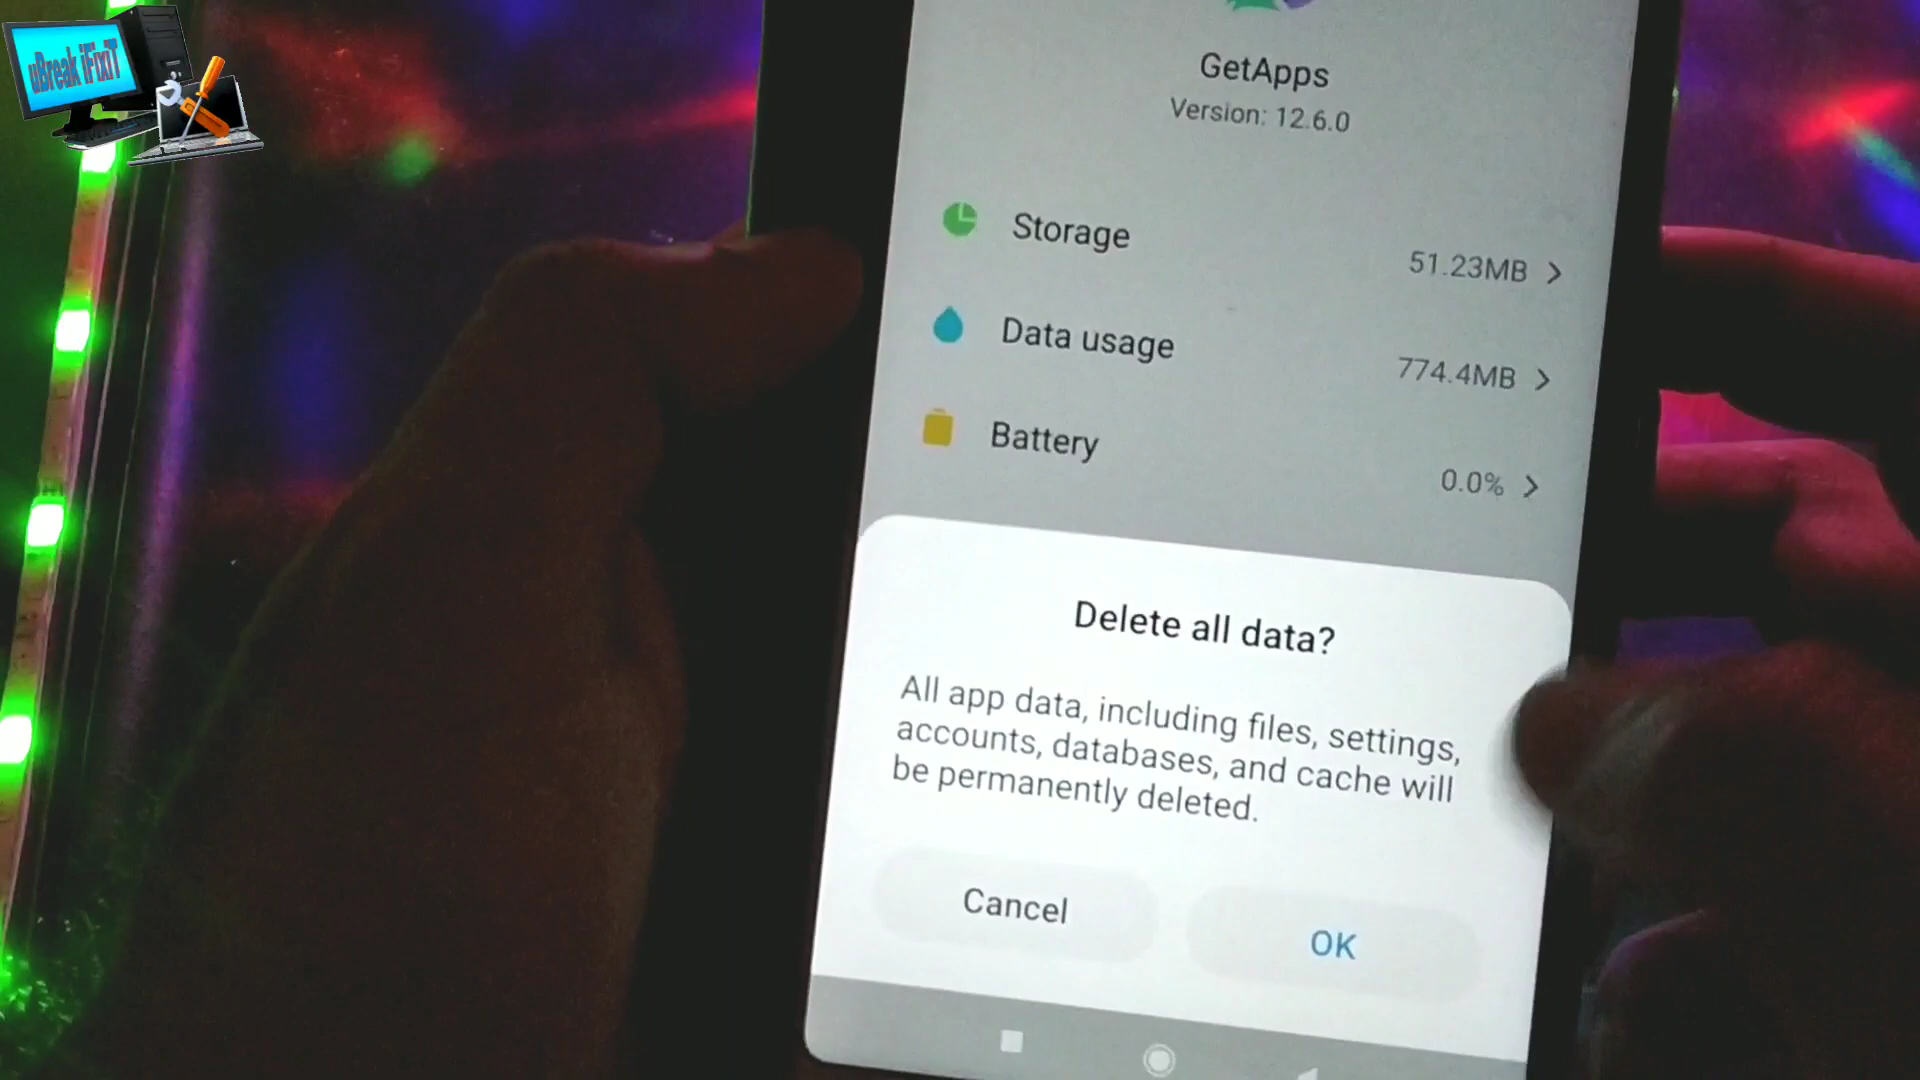 uBreak iFixiT
GetApps
Version: 12.6.0
Storage
51.23MB
Data usage
774.4MB
Battery
0.0%
Delete all data?
All app data, including files, settings,
accounts, databases, and cache will
be permanently deleted.
Cancel
OK